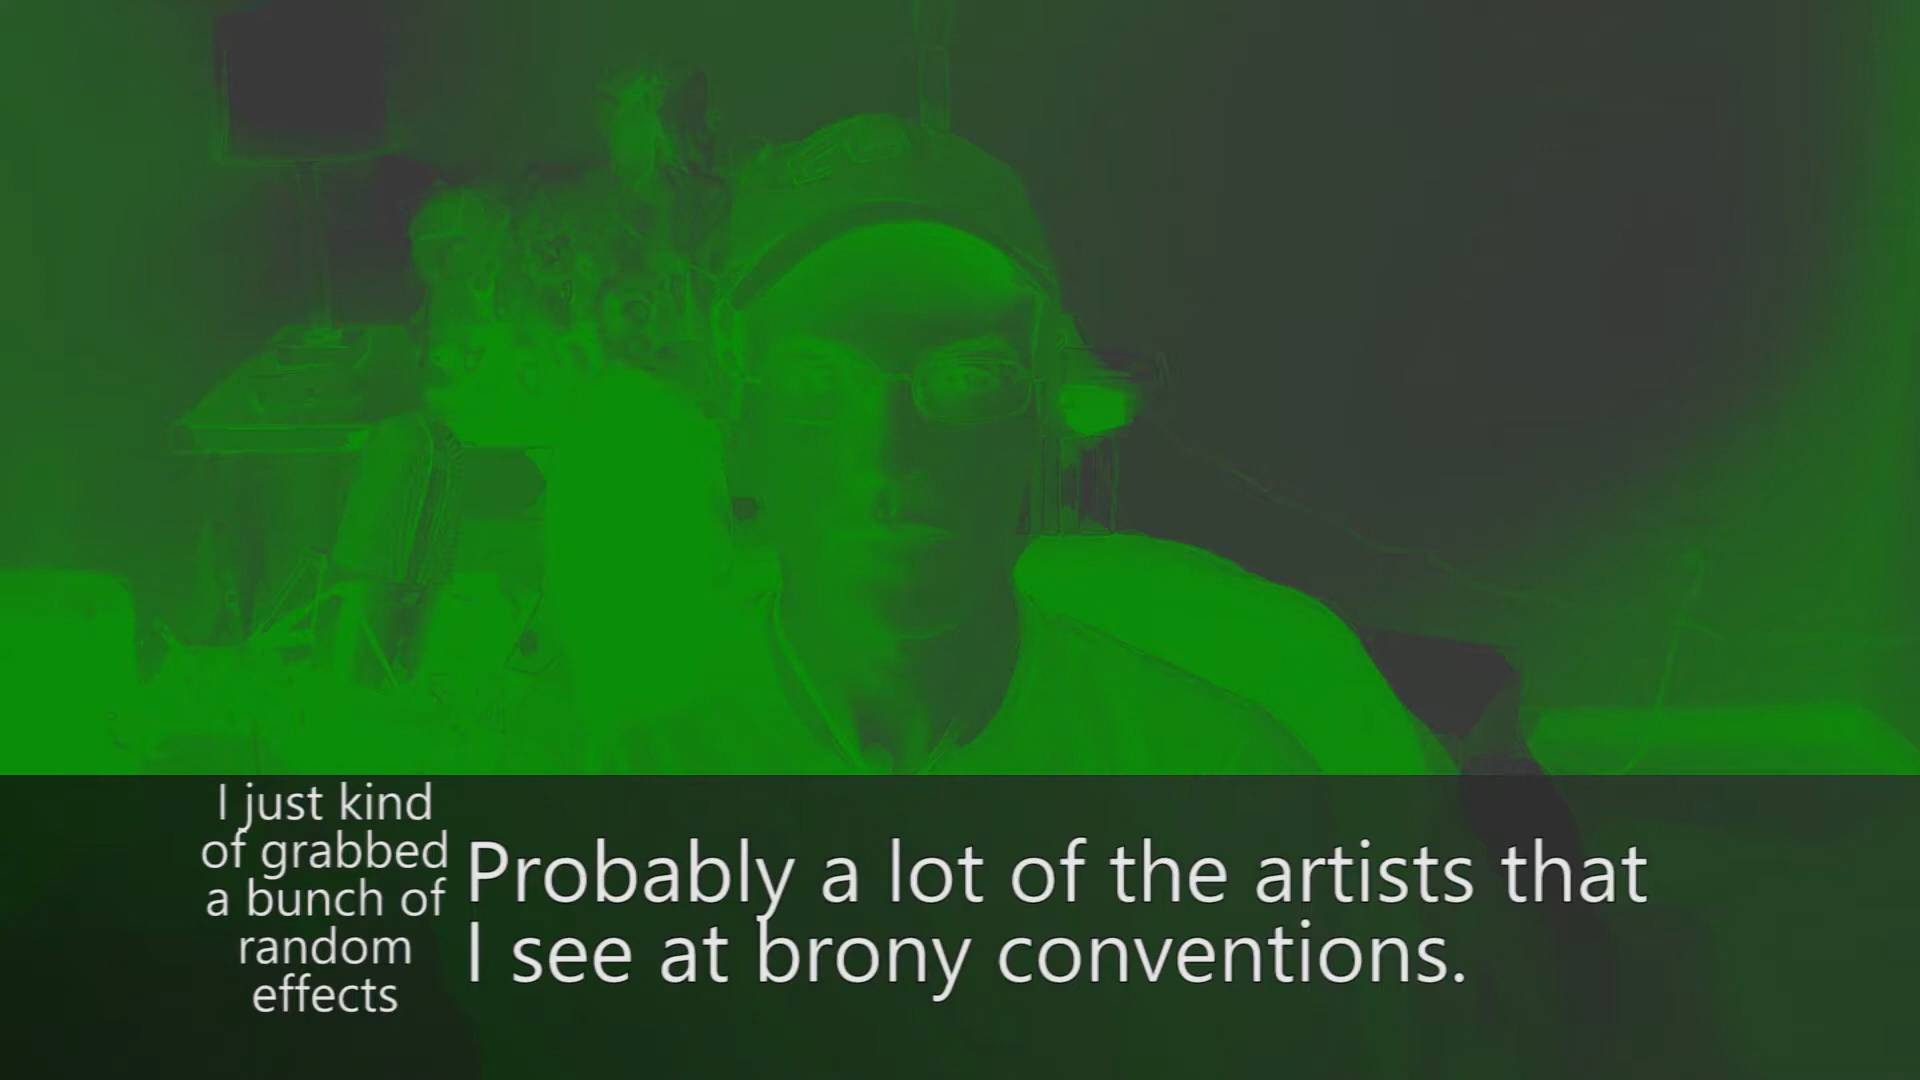 I just kind
of grabbed
a bunch of
random
effects
Probably a lot of the artists that
I see at brony conventions.